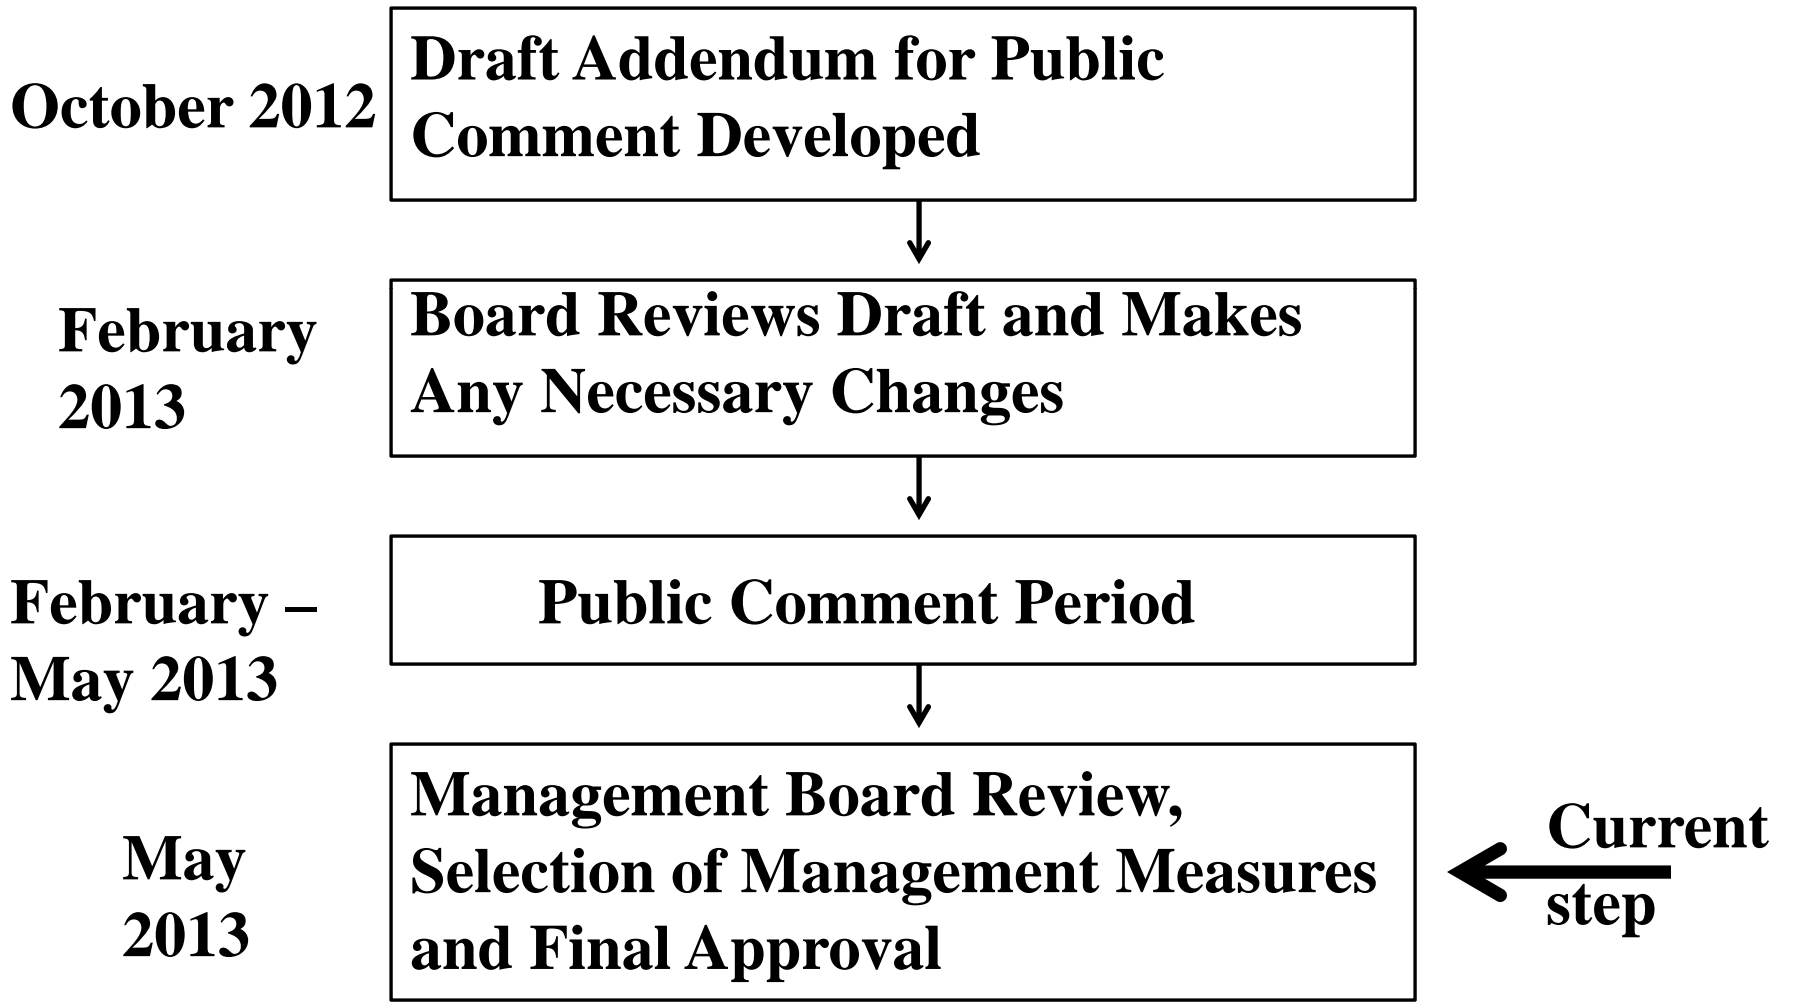 October 2012
Draft Addendum for Public
Comment Developed
February
2013
Board Reviews Draft and Makes
Any Necessary Changes
February –
May 2013
Public Comment Period
May
2013
Management Board Review,
Selection of Management Measures
and Final Approval
Current
step